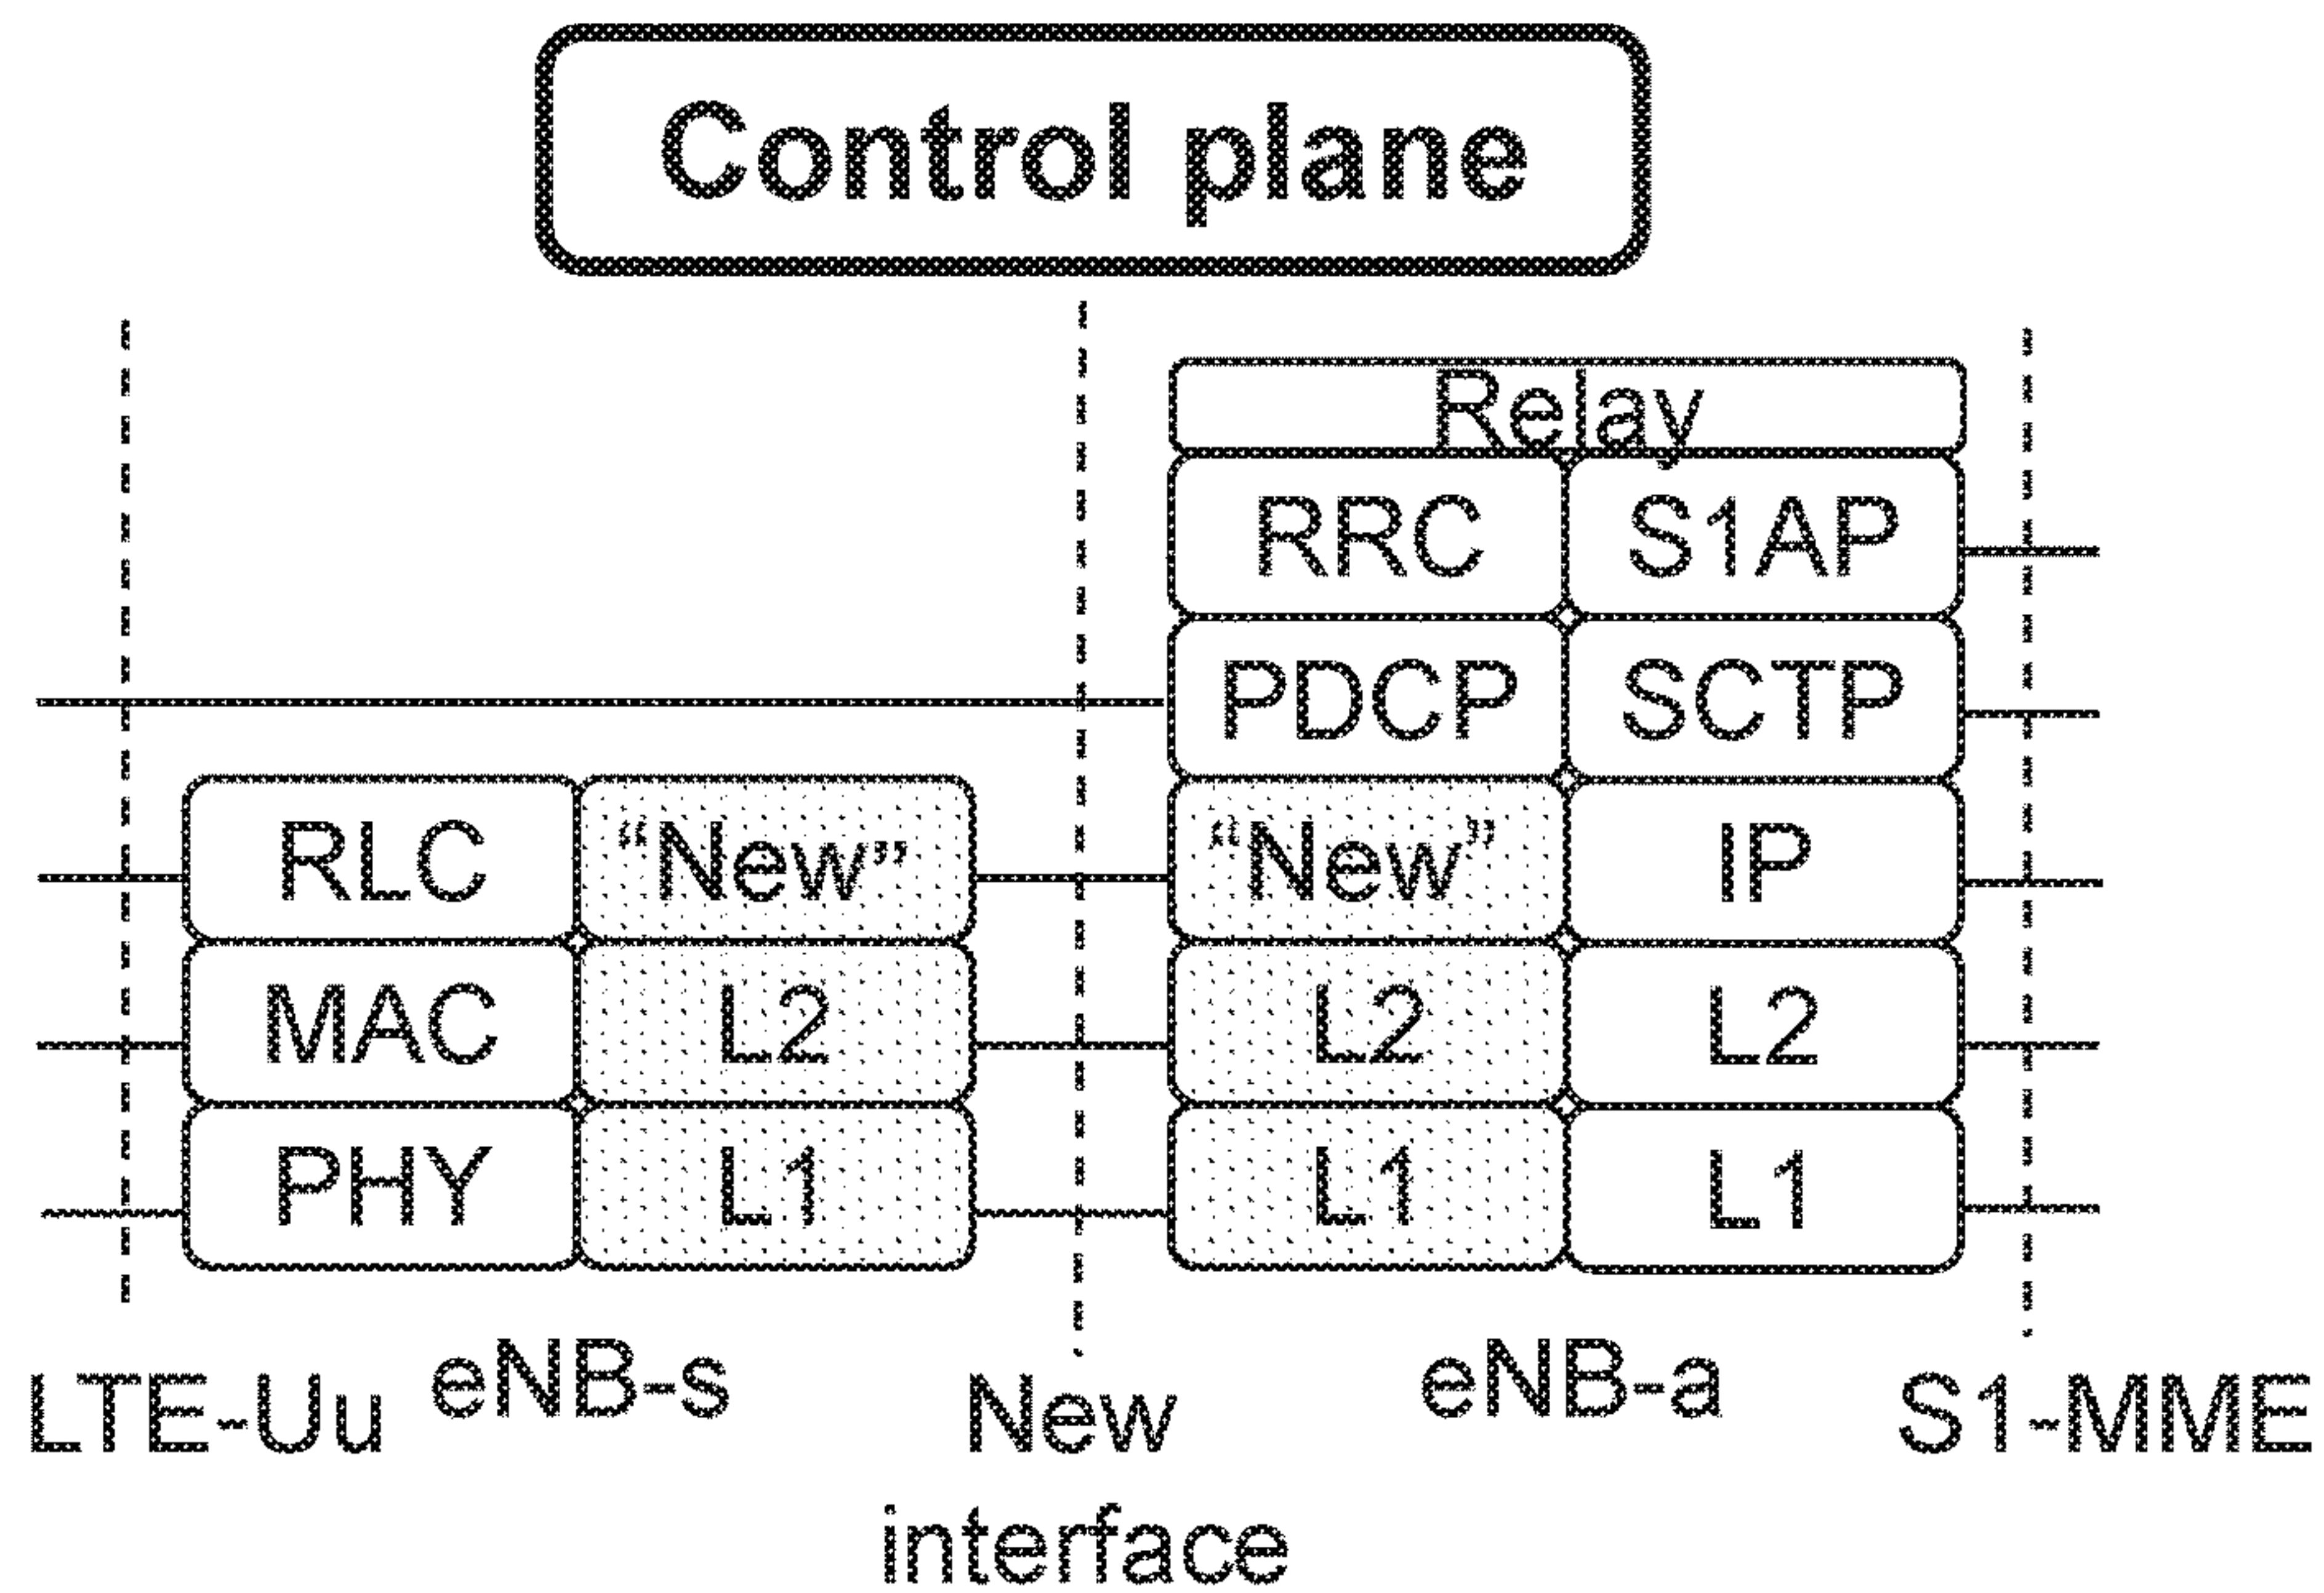 Control plane
Relay
RRC S1AP
PDCP SCTP
RLC “New” “New” IP
MAC L2 L2 L2
PHY L1 L1 L1
LTE-Uu eNB-s New interface eNB-a S1-MME